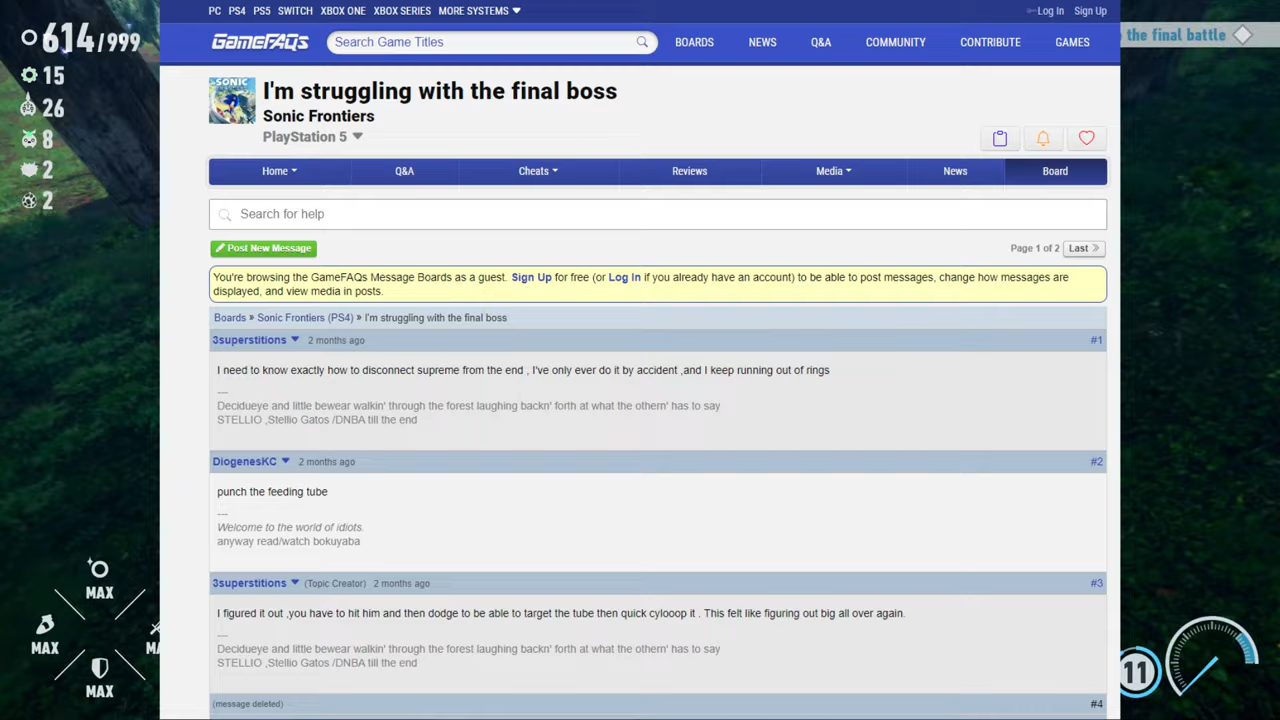 PC PS4 PS5 SWITCH XBOX ONE XBOX SERIES MORE SYSTEMS
Log In Sign Up
614/999
15
26
8
2
2
the final battle
GameFAQs
Search Game Titles
BOARDS NEWS Q&A COMMUNITY CONTRIBUTE GAMES
SONIC
I'm struggling with the final boss
Sonic Frontiers
PlayStation 5
Home Q&A Cheats Reviews Media News Board
Search for help
Post New Message
Page 1 of 2 Last
You're browsing the GameFAQs Message Boards as a guest. Sign Up for free (or Log In if you already have an account) to be able to post messages, change how messages are
displayed, and view media in posts.
Boards » Sonic Frontiers (PS4) » I'm struggling with the final boss
3superstitions 2 months ago #1
I need to know exactly how to disconnect supreme from the end , I've only ever do it by accident ,and I keep running out of rings
---
Decidueye and little bewear walkin' through the forest laughing backn' forth at what the othern' has to say
STELLIO ,Stellio Gatos /DNBA till the end
DiogenesKC 2 months ago #2
punch the feeding tube
---
Welcome to the world of idiots.
anyway read/watch bokuyaba
3superstitions (Topic Creator) 2 months ago #3
I figured it out ,you have to hit him and then dodge to be able to target the tube then quick cylooop it . This felt like figuring out big all over again.
---
Decidueye and little bewear walkin' through the forest laughing backn' forth at what the othern' has to say
STELLIO ,Stellio Gatos /DNBA till the end
(message deleted) #4
MAX
MAX
MAX
11